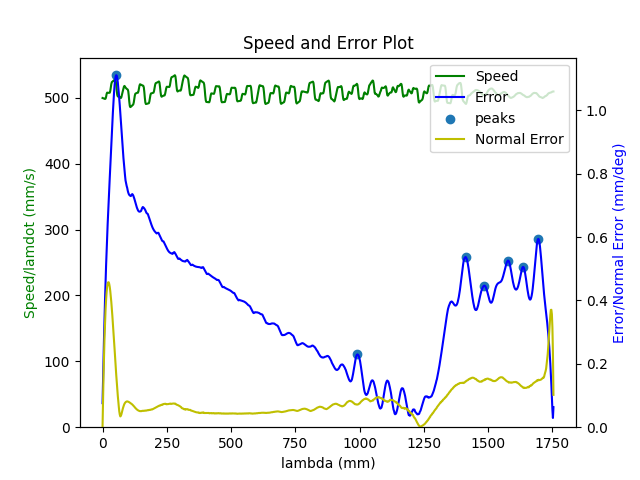 Speed and Error Plot
Speed
Error
peaks
Normal Error
500
400
300
200
100
0
Speed/lamdot (mm/s)
1.0
0.8
0.6
0.4
0.2
0.0
Error/Normal Error (mm/deg)
0 250 500 750 1000 1250 1500 1750
lambda (mm)